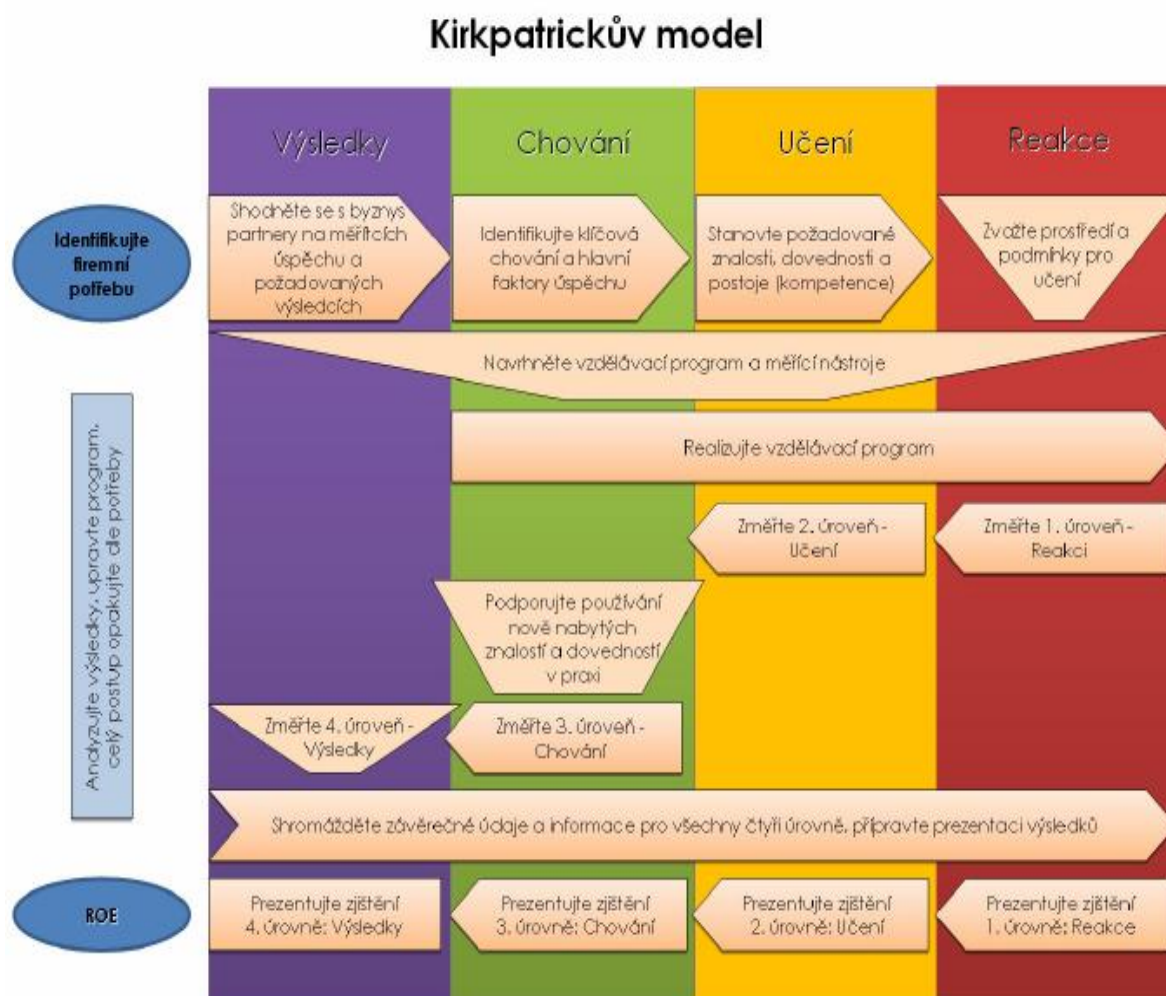 Kirkpatrickův model
Výsledky
Chování
Učení
Reakce
Identifikujte
firemní
potřebu
Shodněte se s byznys
partnery na měřítcích
úspěchu a
požadovaných
výsledcích
Identifikujte klíčová
chování a hlavní
faktory úspěchu
Stanovte požadované
znalosti, dovednosti a
postoje (kompetence)
Zvažte prostředí a
podmínky pro
učení
Navrhněte vzdělávací program a měřící nástroje
Realizujte vzdělávací program
Změřte 2. úroveň -
Učení
Změřte 1. úroveň -
Reakci
Podporujte používání
nově nabytých
znalostí a dovedností
v praxi
Změřte 4. úroveň -
Výsledky
Změřte 3. úroveň -
Chování
Analyzujte výsledky, upravte program,
celý postup opakujte dle potřeby
Shromážděte závěrečné údaje a informace pro všechny čtyři úrovně, připravte prezentaci výsledků
ROE
Prezentujte zjištění
4. úrovně: Výsledky
Prezentujte zjištění
3. úrovně: Chování
Prezentujte zjištění
2. úrovně: Učení
Prezentujte zjištění
1. úrovně: Reakce